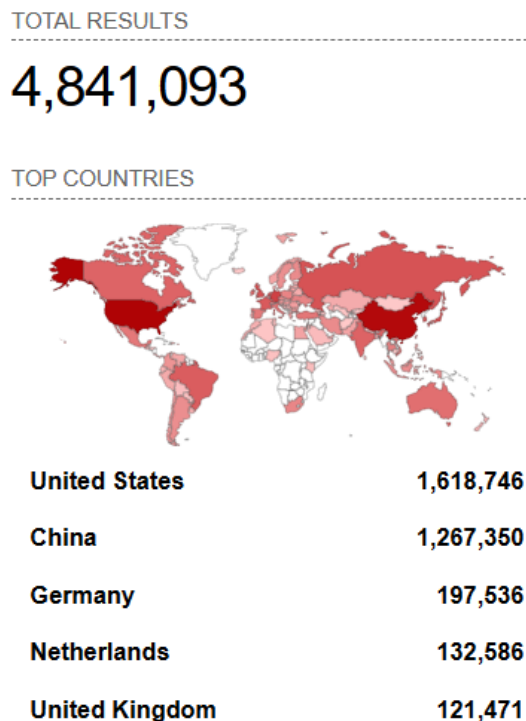 TOTAL RESULTS
4,841,093
TOP COUNTRIES
United States 1,618,746
China 1,267,350
Germany 197,536
Netherlands 132,586
United Kingdom 121,471